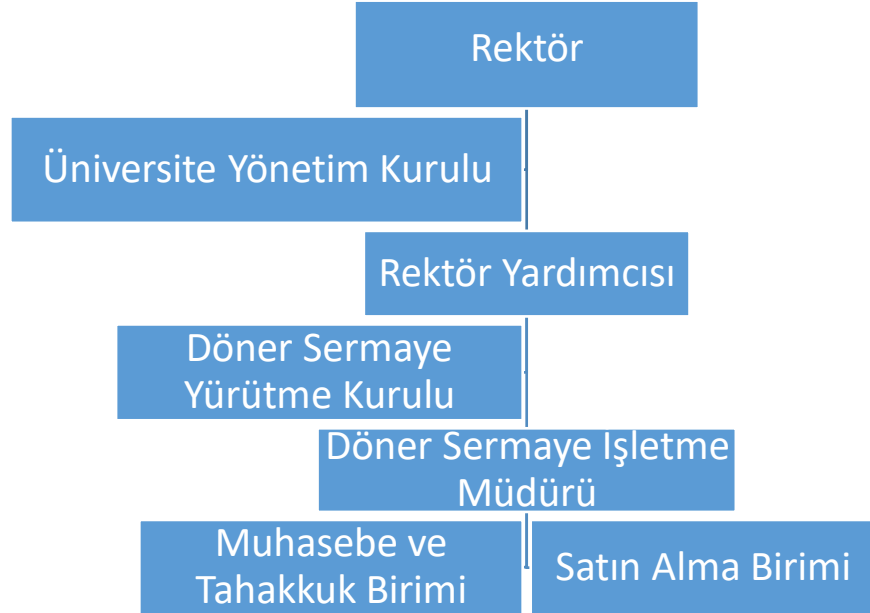 Rektör
Üniversite Yönetim Kurulu
Rektör Yardımcısı
Döner Sermaye
Yürütme Kurulu
Döner Sermaye Işletme
Müdürü
Muhasebe ve
Tahakkuk Birimi
Satın Alma Birimi